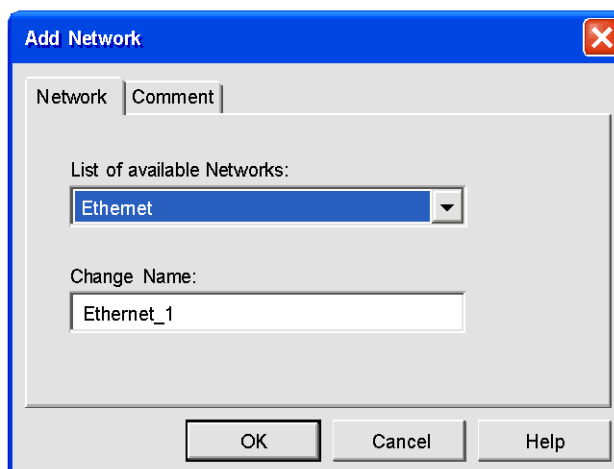 Add Network
Network Comment
List of available Networks:
Ethernet
Change Name:
Ethernet_1
OK Cancel Help